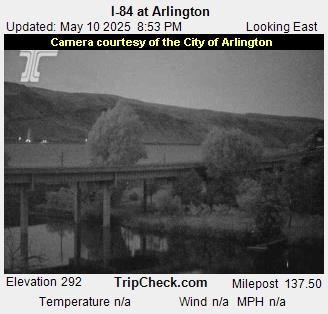 I-84 at Arlington
Updated: May 10 2025 8:53 PM Looking East
Camera courtesy of the City of Arlington
Elevation 292 TripCheck.com Milepost 137.50
Temperature n/a Wind n/a MPH n/a